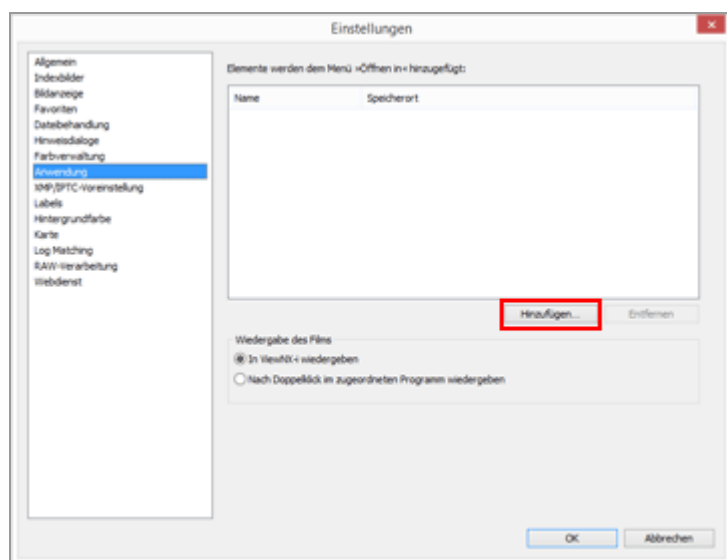 Einstellungen
Allgemein
Indexbilder
Bildanzeige
Favoriten
Dateibehandlung
Hinweisdialoge
Farbverwaltung
Anwendung
XMP/IPTC-Voreinstellung
Labels
Hintergrundfarbe
Karte
Log Matching
RAW-Verarbeitung
Webdienst
Elemente werden dem Menü »Öffnen in« hinzugefügt:
Name Speicherort
Hinzufügen... Entfernen
Wiedergabe des Films
In ViewNX-i wiedergeben
Nach Doppelklick im zugeordneten Programm wiedergeben
OK Abbrechen